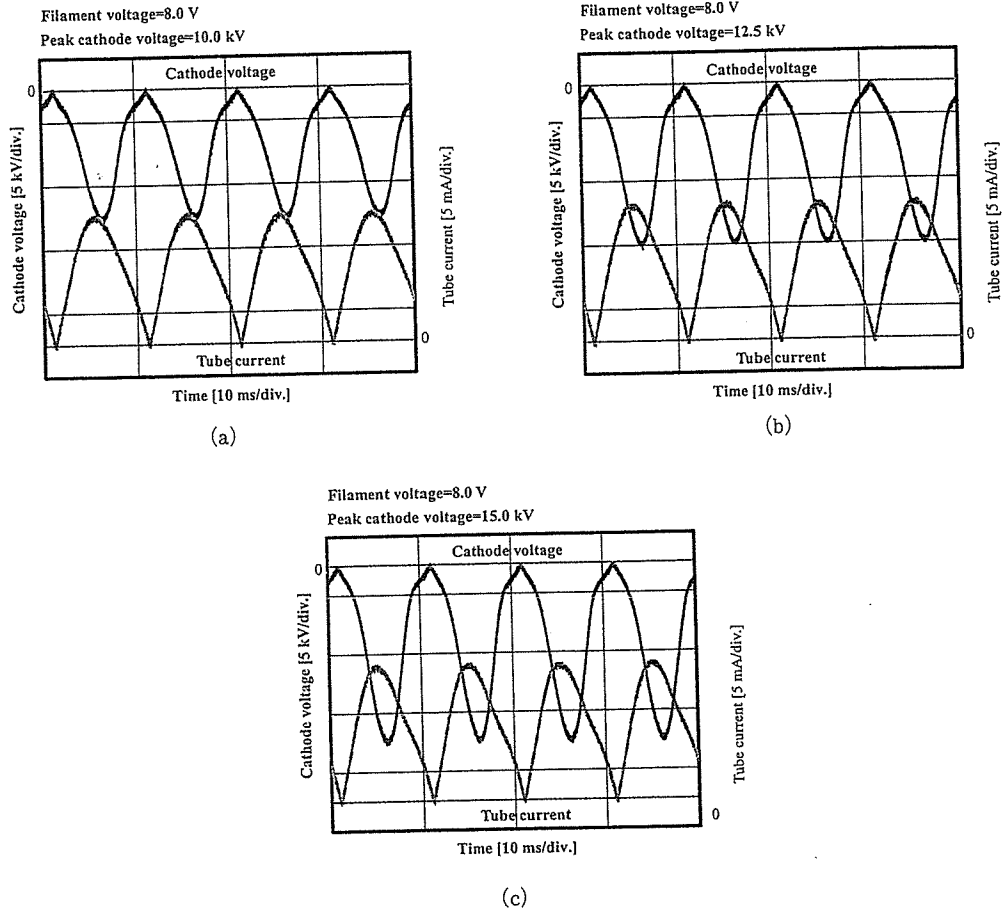 Filament voltage=8.0 V
Peak cathode voltage=10.0 kV
Cathode voltage
0
Cathode voltage [5 kV/div.]
Tube current [5 mA/div.]
0
Tube current
Time [10 ms/div.]
(a)
Filament voltage=8.0 V
Peak cathode voltage=12.5 kV
Cathode voltage
0
Cathode voltage [5 kV/div.]
Tube current [5 mA/div.]
0
Tube current
Time [10 ms/div.]
(b)
Filament voltage=8.0 V
Peak cathode voltage=15.0 kV
Cathode voltage
0
Cathode voltage [5 kV/div.]
Tube current [5 mA/div.]
0
Tube current
Time [10 ms/div.]
(c)